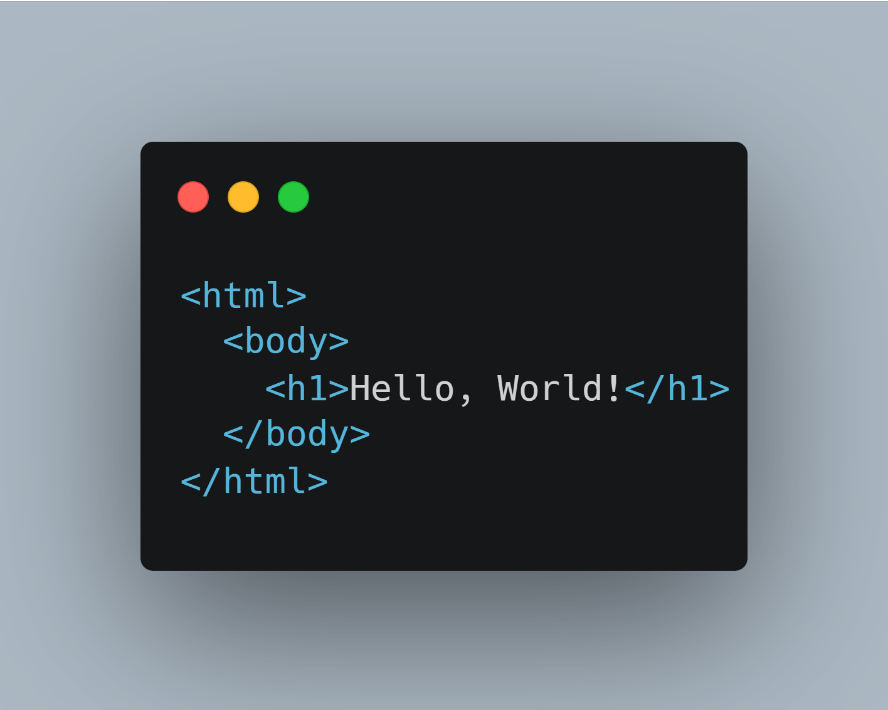 <html>
  <body>
    <h1>Hello, World!</h1>
  </body>
</html>